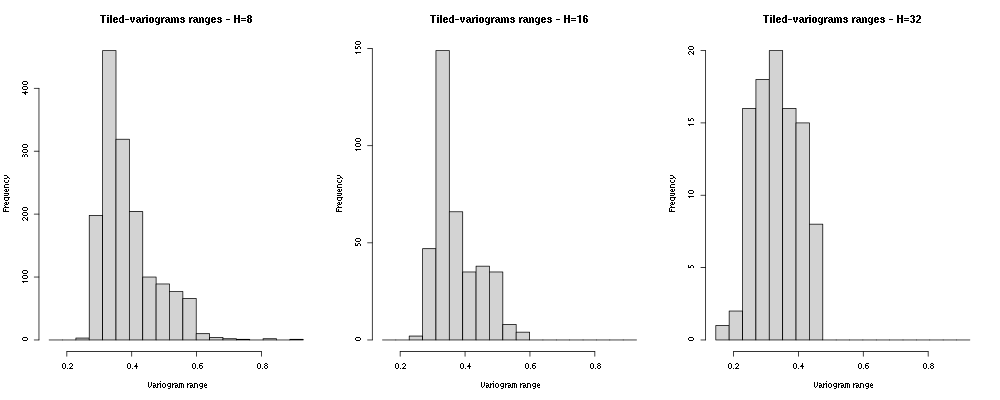 Tiled-variograms ranges - H=8
Frequency
0
100
200
300
400
0.2
0.4
0.6
0.8
Variogram range
Tiled-variograms ranges - H=16
Frequency
0
50
100
150
0.2
0.4
0.6
0.8
Variogram range
Tiled-variograms ranges - H=32
Frequency
0
5
10
15
20
0.2
0.4
0.6
0.8
Variogram range